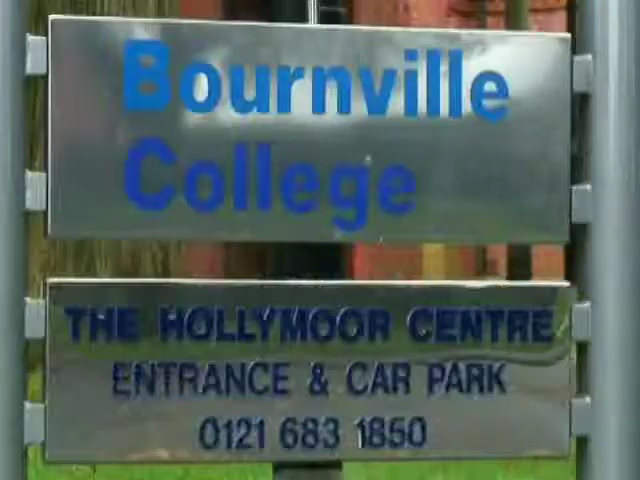 Bournville
College
THE HOLLYMOOR CENTRE
ENTRANCE & CAR PARK
0121 683 1850